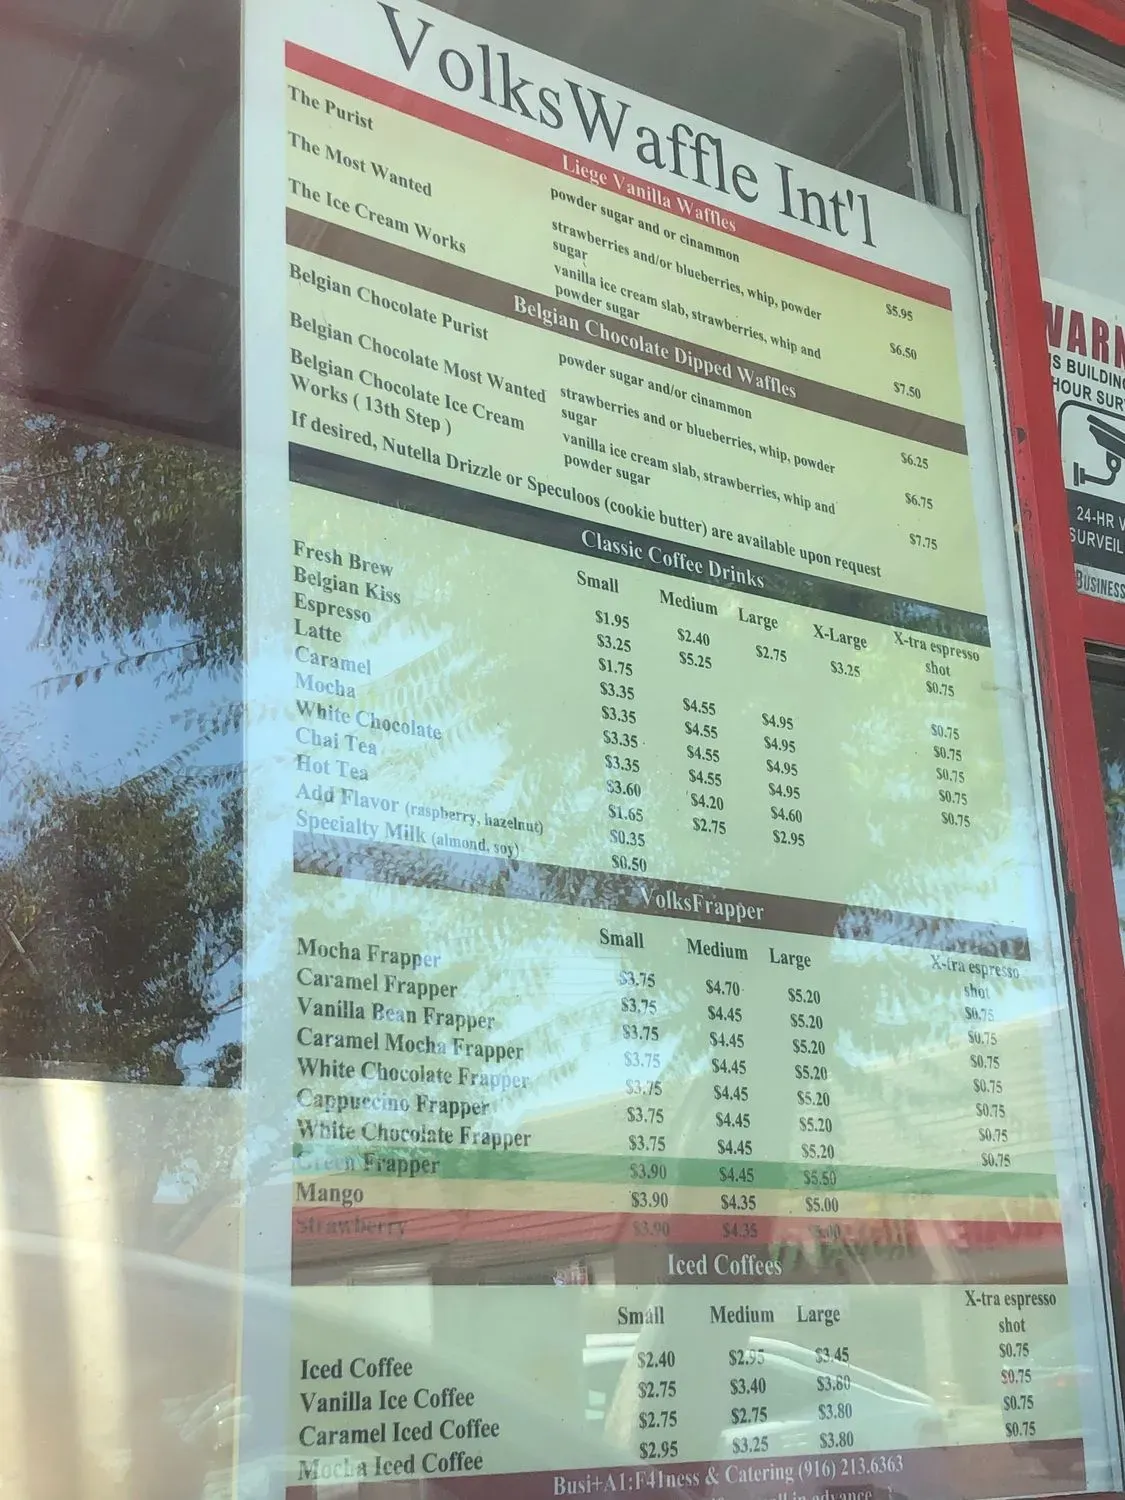 VolksWaffle Int'l
Liege Vanilla Waffles
The Purist powder sugar and or cinammon $5.95
The Most Wanted strawberries and/or blueberries, whip, powder sugar $6.50
The Ice Cream Works vanilla ice cream slab, strawberries, whip and powder sugar $7.50
Belgian Chocolate Dipped Waffles
Belgian Chocolate Purist powder sugar and/or cinammon $6.25
Belgian Chocolate Most Wanted strawberries and or blueberries, whip, powder sugar $6.75
Belgian Chocolate Ice Cream Works ( 13th Step ) vanilla ice cream slab, strawberries, whip and powder sugar $7.75
If desired, Nutella Drizzle or Speculoos (cookie butter) are available upon request
Classic Coffee Drinks
Small Medium Large X-Large X-tra espresso shot
Fresh Brew $1.95 $2.40 $2.75 $3.25 $0.75
Belgian Kiss $3.25 $5.25
Espresso $1.75 $0.75
Latte $3.35 $4.55 $4.95 $0.75
Caramel $3.35 $4.55 $4.95 $0.75
Mocha $3.35 $4.55 $4.95 $0.75
White Chocolate $3.35 $4.55 $4.95 $0.75
Chai Tea $3.60 $4.20 $4.60
Hot Tea $1.65 $2.75 $2.95
Add Flavor (raspberry, hazelnut) $0.35
Specialty Milk (almond, soy) $0.50
VolksFrapper
Small Medium Large X-tra espresso shot
Mocha Frapper $3.75 $4.70 $5.20 $0.75
Caramel Frapper $3.75 $4.45 $5.20 $0.75
Vanilla Bean Frapper $3.75 $4.45 $5.20 $0.75
Caramel Mocha Frapper $3.75 $4.45 $5.20 $0.75
White Chocolate Frapper $3.75 $4.45 $5.20 $0.75
Cappuccino Frapper $3.75 $4.45 $5.20 $0.75
White Chocolate Frapper $3.75 $4.45 $5.20 $0.75
Green Frapper $3.90 $4.45 $5.50
Mango $3.90 $4.35 $5.00
Strawberry $3.90 $4.35 $5.00
Iced Coffees
Small Medium Large X-tra espresso shot
Iced Coffee $2.40 $2.95 $3.45 $0.75
Vanilla Ice Coffee $2.75 $3.40 $3.80 $0.75
Caramel Iced Coffee $2.75 $2.75 $3.80 $0.75
Mocha Iced Coffee $2.95 $3.25 $3.80 $0.75
Busi+A1:F41ness & Catering (916) 213.6363
in advance
WARN
S BUILDING
HOUR SUR
24-HR V
SURVEIL
BUSINESS